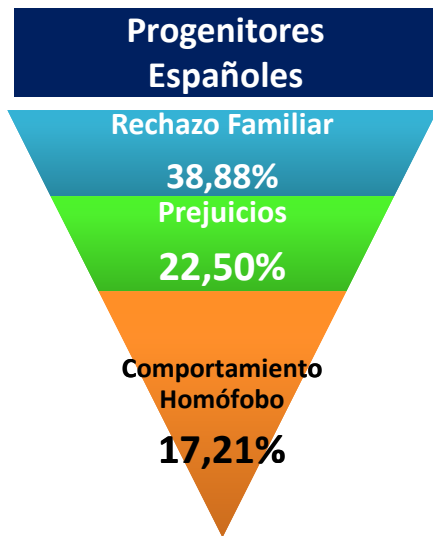 Progenitores
Españoles
Rechazo Familiar
38,88%
Prejuicios
22,50%
Comportamiento
Homófobo
17,21%